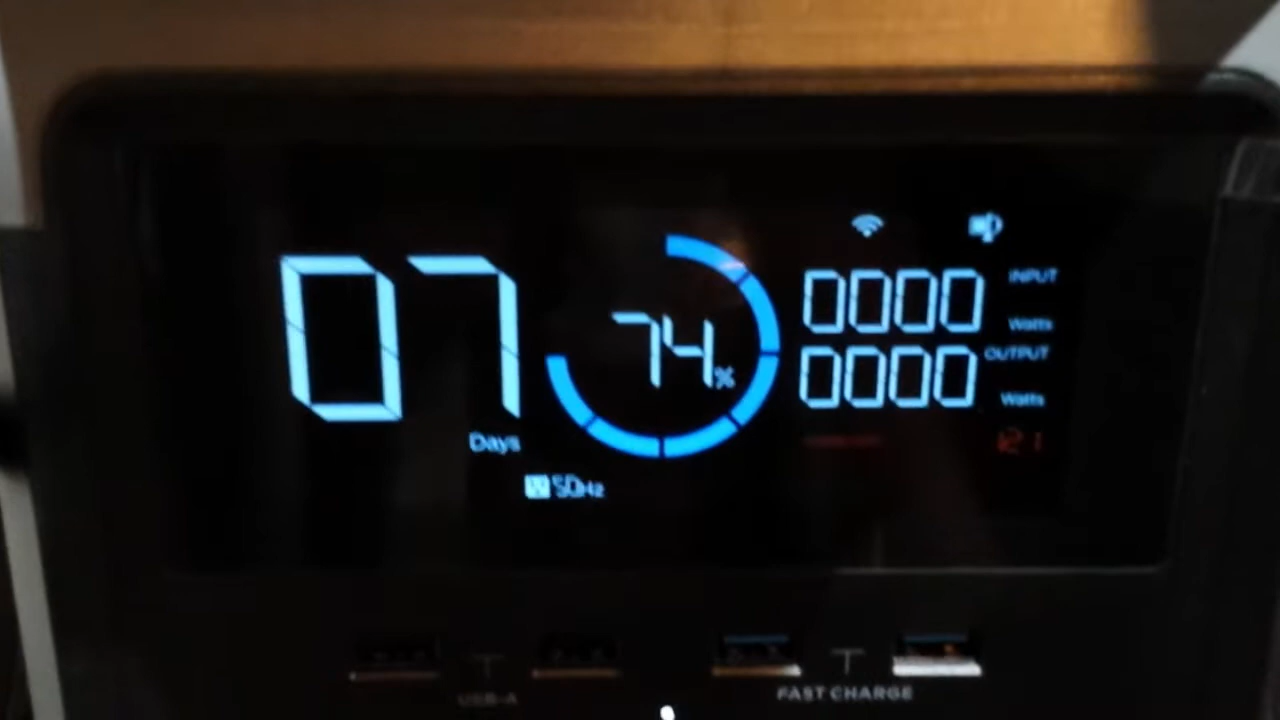 07
Days
50Hz
74%
0000 INPUT
Watts
0000 OUTPUT
Watts
USB-A
FAST CHARGE